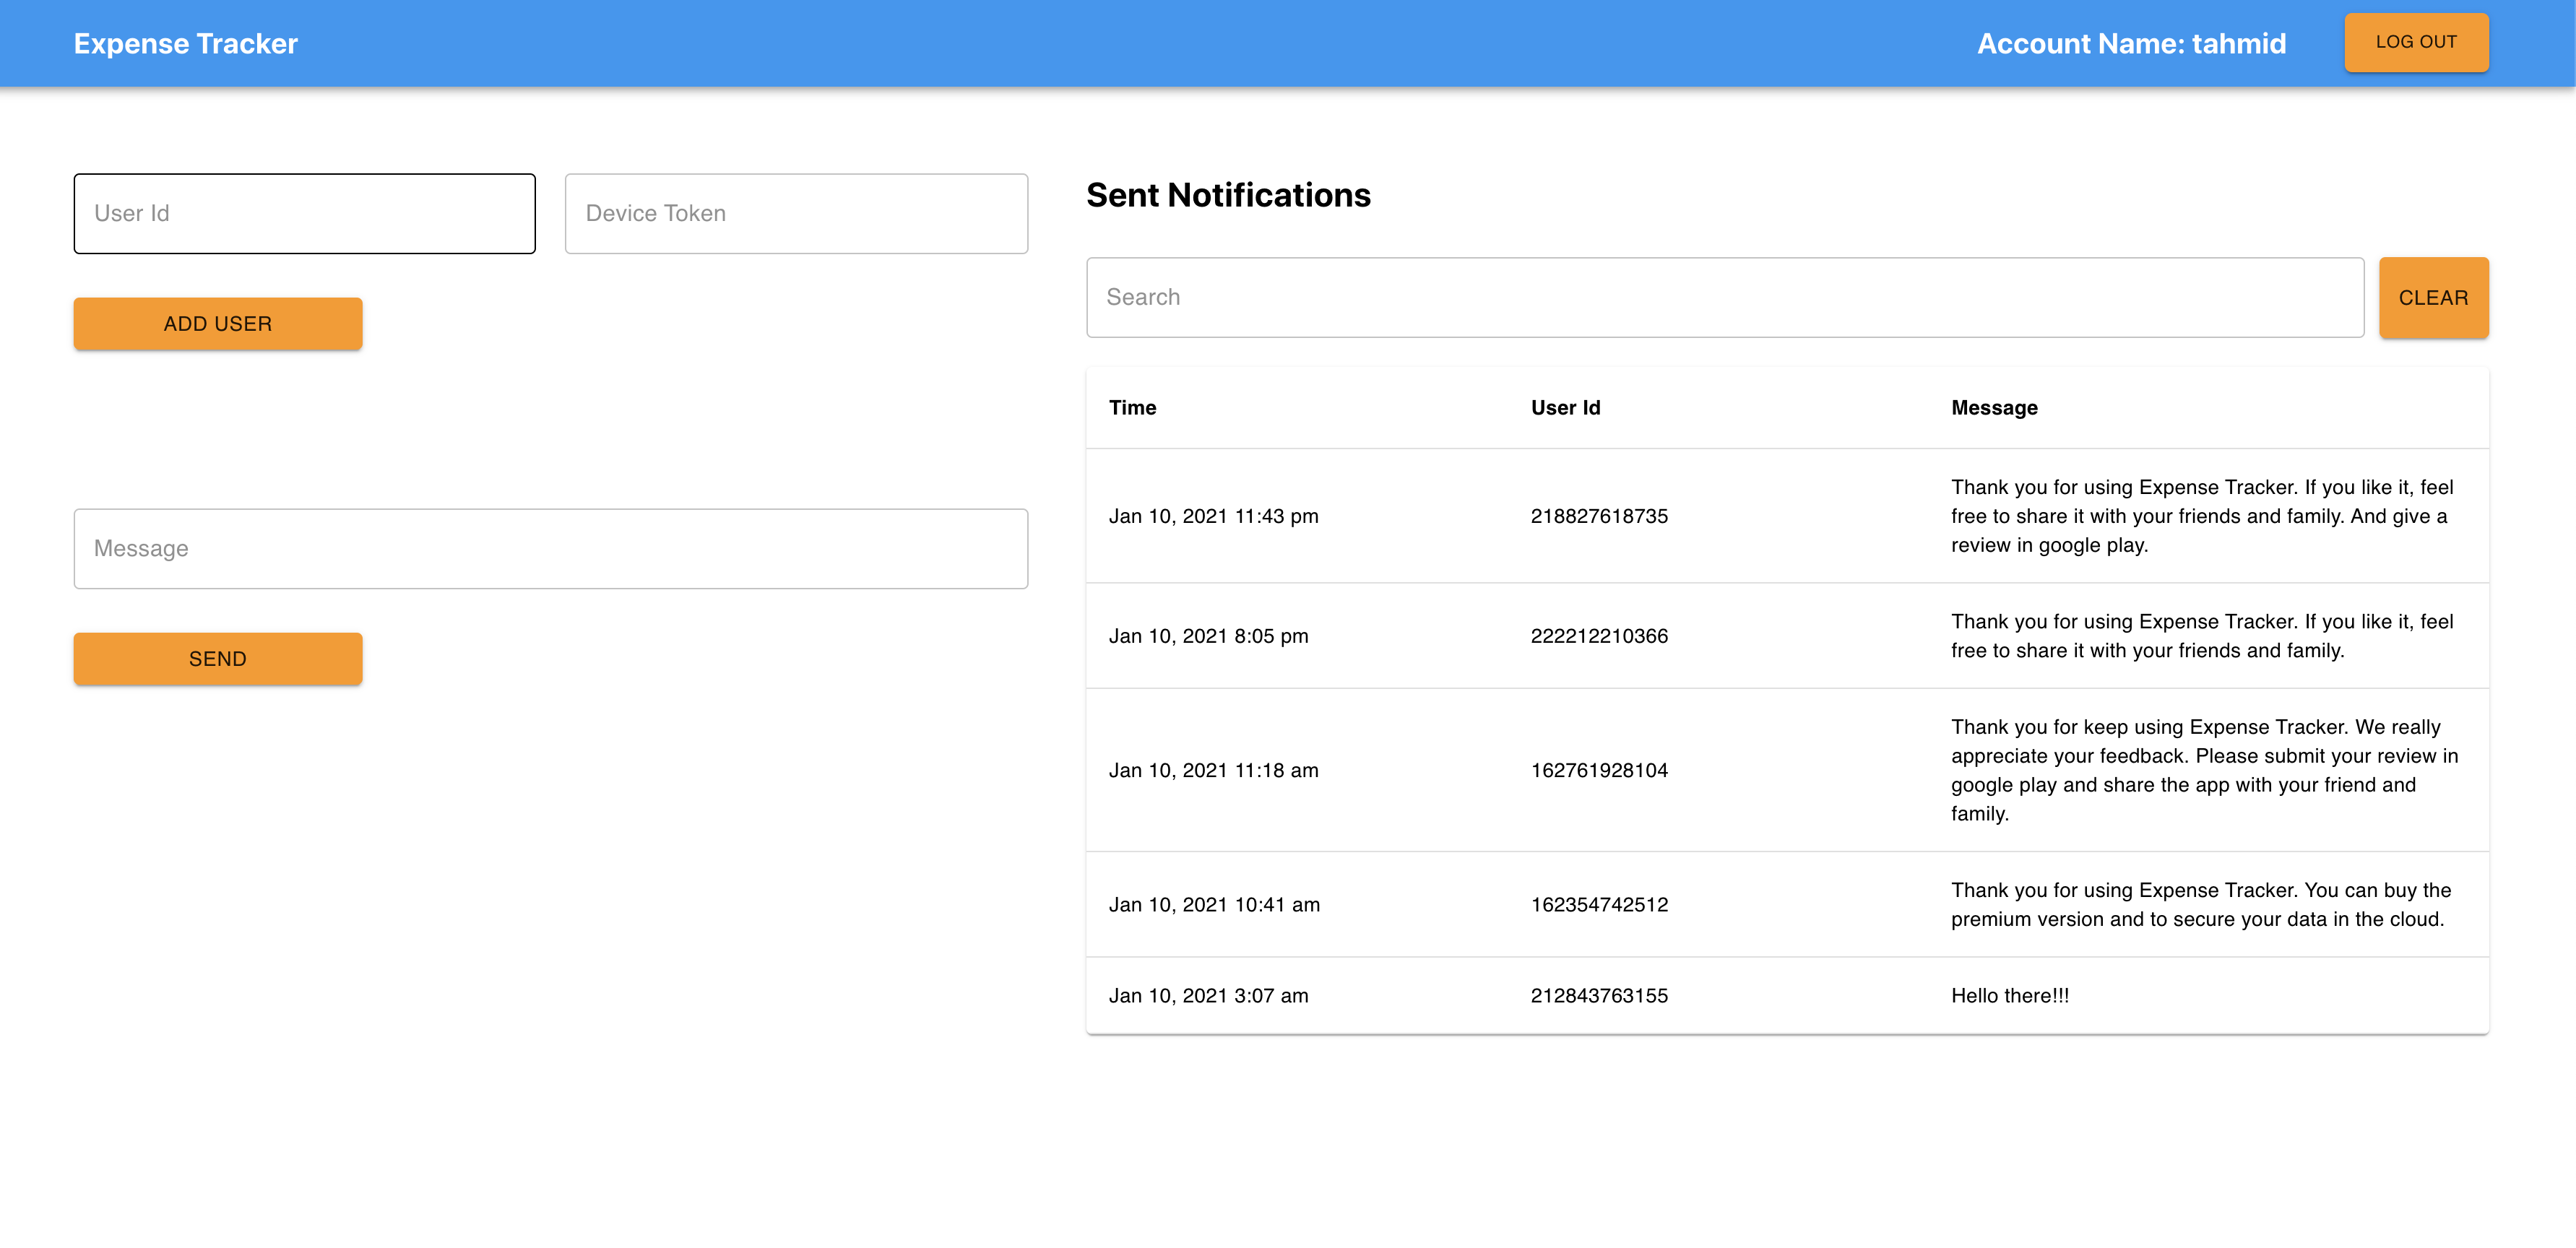 Expense Tracker
Account Name: tahmid
LOG OUT
User Id
Device Token
ADD USER
Message
SEND
Sent Notifications
Search
CLEAR
Time User Id Message
Jan 10, 2021 11:43 pm 218827618735
Thank you for using Expense Tracker. If you like it, feel
free to share it with your friends and family. And give a
review in google play.
Jan 10, 2021 8:05 pm 222212210366
Thank you for using Expense Tracker. If you like it, feel
free to share it with your friends and family.
Jan 10, 2021 11:18 am 162761928104
Thank you for keep using Expense Tracker. We really
appreciate your feedback. Please submit your review in
google play and share the app with your friend and
family.
Jan 10, 2021 10:41 am 162354742512
Thank you for using Expense Tracker. You can buy the
premium version and to secure your data in the cloud.
Jan 10, 2021 3:07 am 212843763155 Hello there!!!